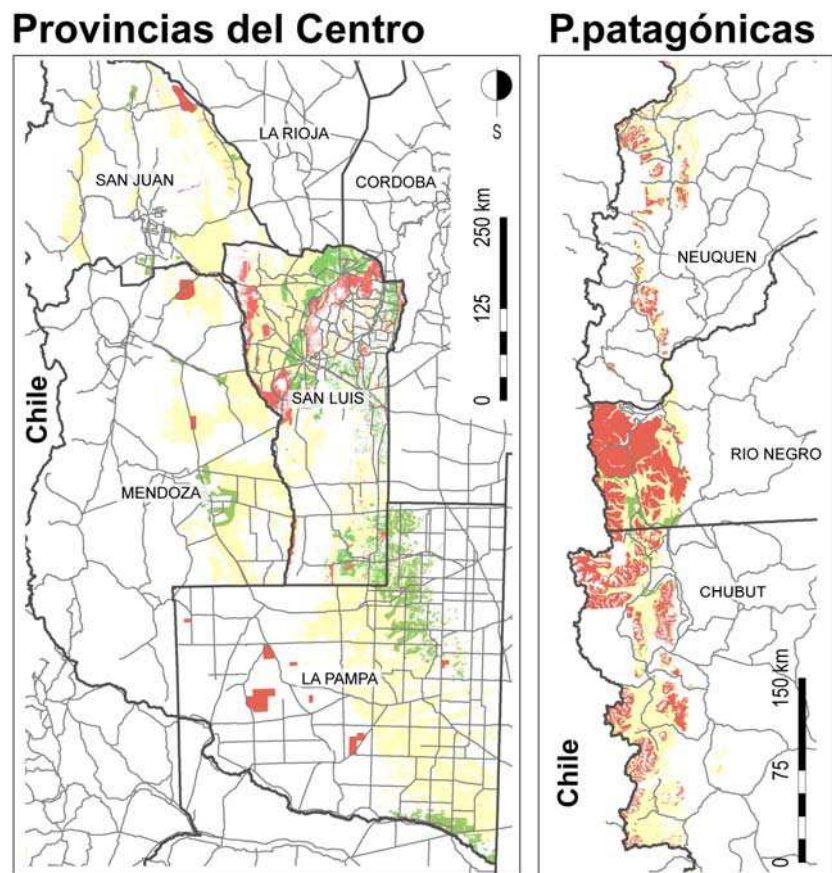 Provincias del Centro
P.patagónicas
S
LA RIOJA
SAN JUAN
CORDOBA
250 km
125
0
Chile
SAN LUIS
MENDOZA
LA PAMPA
NEUQUEN
RIO NEGRO
CHUBUT
150 km
75
0
Chile